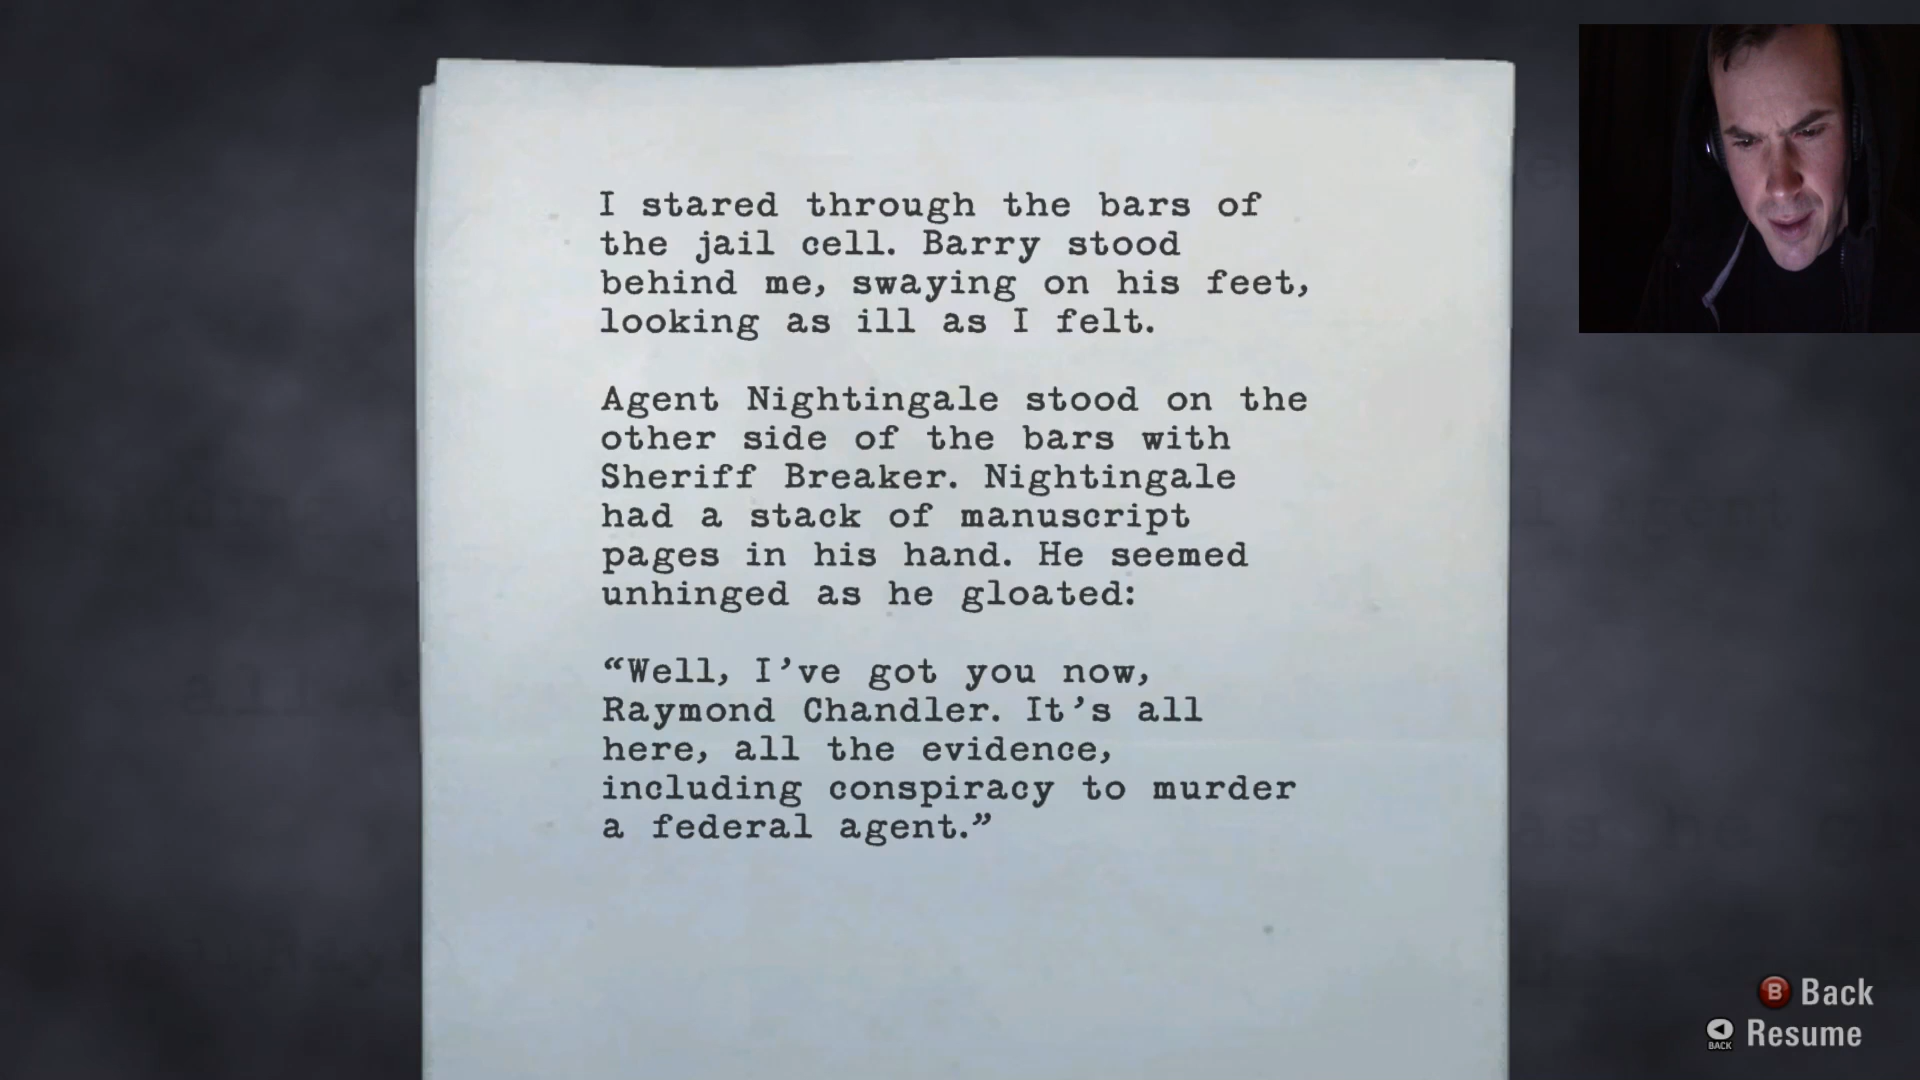 I stared through the bars of
the jail cell. Barry stood
behind me, swaying on his feet,
looking as ill as I felt.
Agent Nightingale stood on the
other side of the bars with
Sheriff Breaker. Nightingale
had a stack of manuscript
pages in his hand. He seemed
unhinged as he gloated:
“Well, I’ve got you now,
Raymond Chandler. It’s all
here, all the evidence,
including conspiracy to murder
a federal agent.”
B Back
BACK Resume